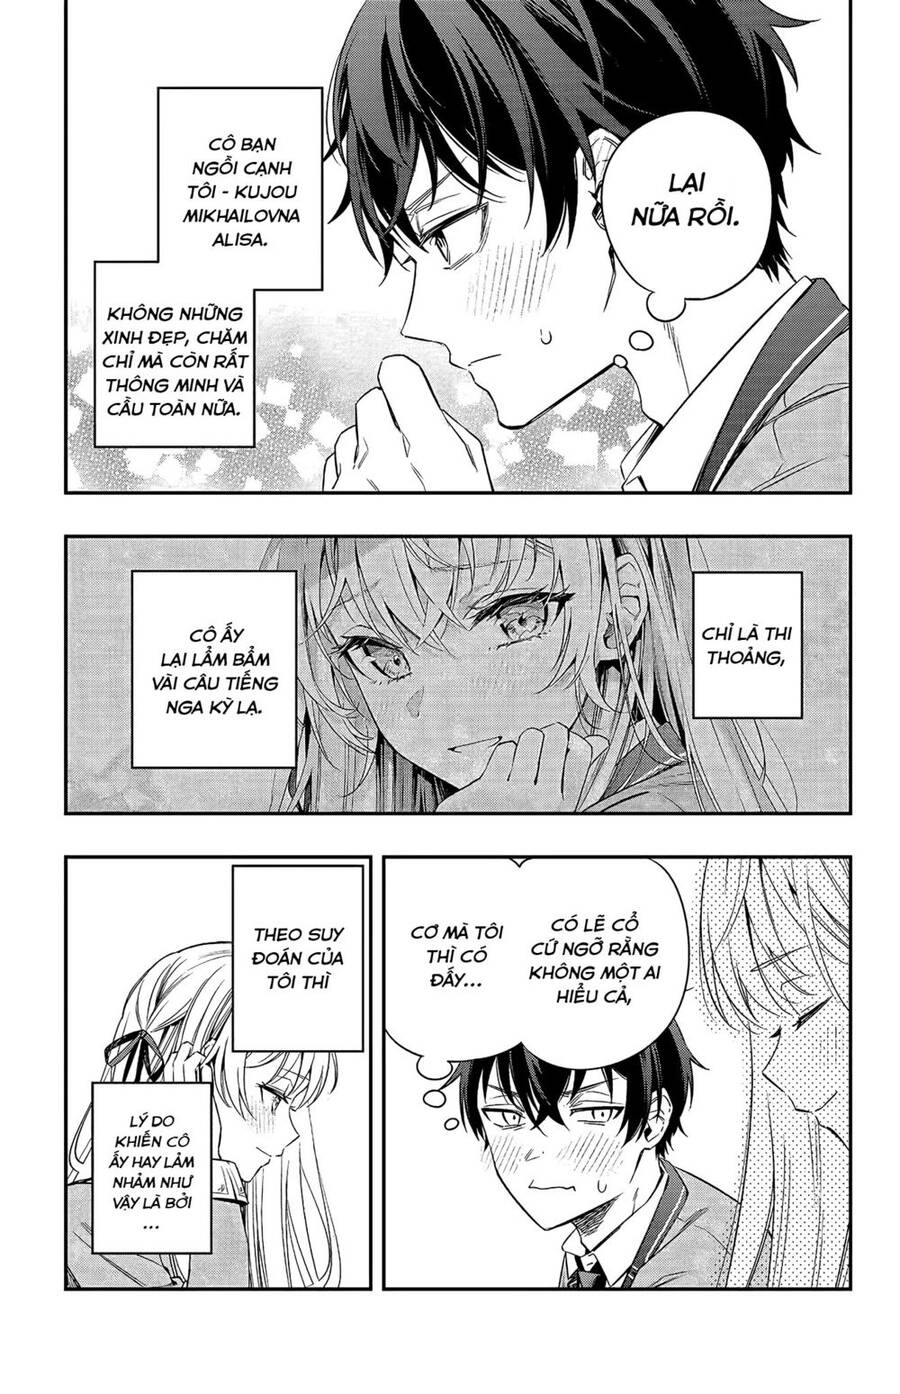 LẠI
NỮA RỒI.
CÔ BẠN
NGỒI CẠNH
TÔI - KUJOU
MIKHAILOVNA
ALISA.
KHÔNG NHỮNG
XINH ĐẸP, CHĂM
CHỈ MÀ CÒN RẤT
THÔNG MINH VÀ
CẦU TOÀN NỮA.
CHỈ LÀ THI
THOẢNG,
CÔ ẤY
LẠI LẨM BẨM
VÀI CÂU TIẾNG
NGA KỲ LẠ.
CÓ LẼ CỔ
CỨ NGỠ RẰNG
KHÔNG MỘT AI
HIỂU CẢ,
CƠ MÀ TÔI
THÌ CÓ
ĐẤY...
THEO SUY
ĐOÁN CỦA
TÔI THÌ
LÝ DO
KHIẾN CÔ
ẤY HAY LẢM
NHẢM NHƯ
VẬY LÀ BỞI
...